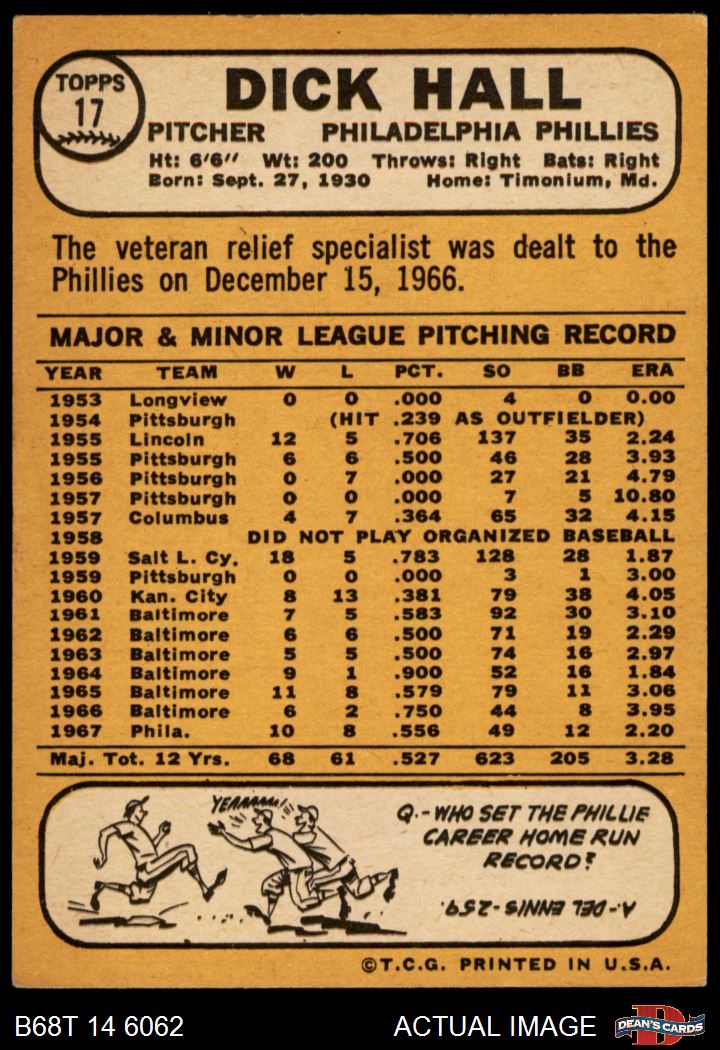 TOPPS
17
DICK HALL
PITCHER PHILADELPHIA PHILLIES
Ht: 6'6" Wt: 200 Throws: Right Bats: Right
Born: Sept. 27, 1930 Home: Timonium, Md.
The veteran relief specialist was dealt to the
Phillies on December 15, 1966.
MAJOR & MINOR LEAGUE PITCHING RECORD
YEAR TEAM W L PCT. SO BB ERA
1953 Longview 0 0 .000 4 0 0.00
1954 Pittsburgh (HIT .239 AS OUTFIELDER)
1955 Lincoln 12 5 .706 137 35 2.24
1955 Pittsburgh 6 6 .500 46 28 3.93
1956 Pittsburgh 0 7 .000 27 21 4.79
1957 Pittsburgh 0 0 .000 7 5 10.80
1957 Columbus 4 7 .364 65 32 4.15
1958 DID NOT PLAY ORGANIZED BASEBALL
1959 Salt L. Cy. 18 5 .783 128 28 1.87
1959 Pittsburgh 0 0 .000 3 1 3.00
1960 Kan. City 8 13 .381 79 38 4.05
1961 Baltimore 7 5 .583 92 30 3.10
1962 Baltimore 6 6 .500 71 19 2.29
1963 Baltimore 5 5 .500 74 16 2.97
1964 Baltimore 9 1 .900 52 16 1.84
1965 Baltimore 11 8 .579 79 11 3.06
1966 Baltimore 6 2 .750 44 8 3.95
1967 Phila. 10 8 .556 49 12 2.20
Maj. Tot. 12 Yrs. 68 61 .527 623 205 3.28
YEAAAAAA!
Q.-WHO SET THE PHILLIE
CAREER HOME RUN
RECORD?
A.-DEL ENNIS-259.
©T.C.G. PRINTED IN U.S.A.
B68T 14 6062
ACTUAL IMAGE
D
DEAN'S CARDS